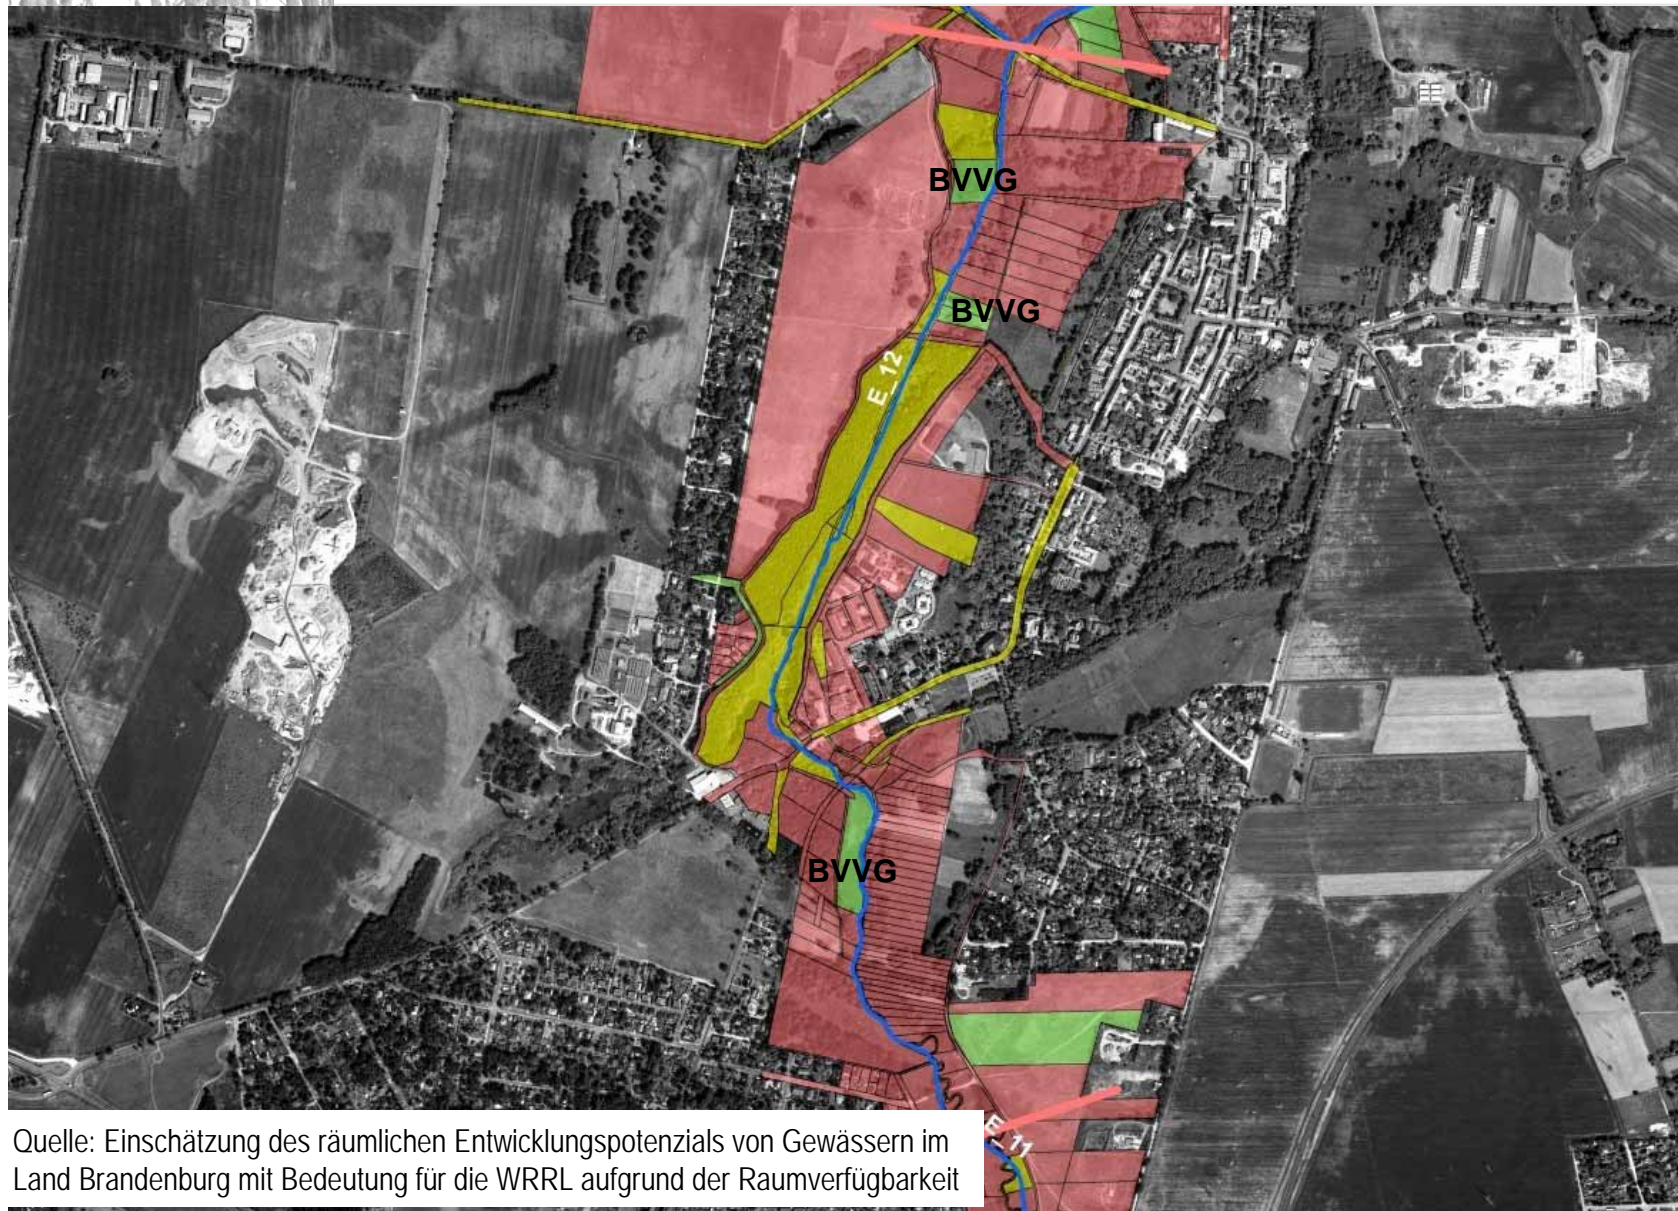 BVVG
BVVG
E_12
BVVG
E_11
Quelle: Einschätzung des räumlichen Entwicklungspotenzials von Gewässern im
Land Brandenburg mit Bedeutung für die WRRL aufgrund der Raumverfügbarkeit